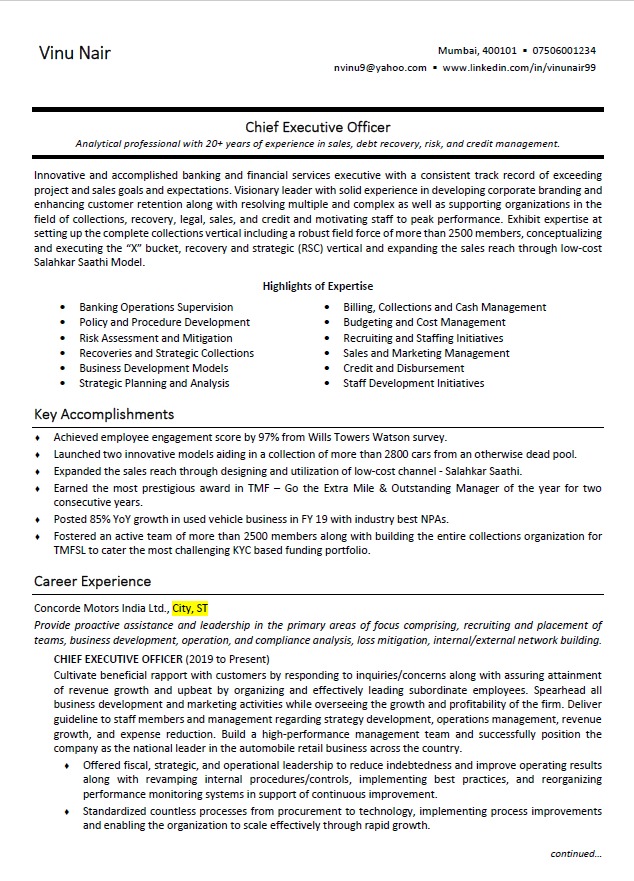 Vinu Nair
Mumbai, 400101 ▪ 07506001234
nvinu9@yahoo.com ▪ www.linkedin.com/in/vinunair99
Chief Executive Officer
Analytical professional with 20+ years of experience in sales, debt recovery, risk, and credit management.
Innovative and accomplished banking and financial services executive with a consistent track record of exceeding
project and sales goals and expectations. Visionary leader with solid experience in developing corporate branding and
enhancing customer retention along with resolving multiple and complex as well as supporting organizations in the
field of collections, recovery, legal, sales, and credit and motivating staff to peak performance. Exhibit expertise at
setting up the complete collections vertical including a robust field force of more than 2500 members, conceptualizing
and executing the “X” bucket, recovery and strategic (RSC) vertical and expanding the sales reach through low-cost
Salahkar Saathi Model.
Highlights of Expertise
• Banking Operations Supervision
• Policy and Procedure Development
• Risk Assessment and Mitigation
• Recoveries and Strategic Collections
• Business Development Models
• Strategic Planning and Analysis
• Billing, Collections and Cash Management
• Budgeting and Cost Management
• Recruiting and Staffing Initiatives
• Sales and Marketing Management
• Credit and Disbursement
• Staff Development Initiatives
Key Accomplishments
♦ Achieved employee engagement score by 97% from Wills Towers Watson survey.
♦ Launched two innovative models aiding in a collection of more than 2800 cars from an otherwise dead pool.
♦ Expanded the sales reach through designing and utilization of low-cost channel - Salahkar Saathi.
♦ Earned the most prestigious award in TMF – Go the Extra Mile & Outstanding Manager of the year for two
consecutive years.
♦ Posted 85% YoY growth in used vehicle business in FY 19 with industry best NPAs.
♦ Fostered an active team of more than 2500 members along with building the entire collections organization for
TMFSL to cater the most challenging KYC based funding portfolio.
Career Experience
Concorde Motors India Ltd., City, ST
Provide proactive assistance and leadership in the primary areas of focus comprising, recruiting and placement of
teams, business development, operation, and compliance analysis, loss mitigation, internal/external network building.
CHIEF EXECUTIVE OFFICER (2019 to Present)
Cultivate beneficial rapport with customers by responding to inquiries/concerns along with assuring attainment
of revenue growth and upbeat by organizing and effectively leading subordinate employees. Spearhead all
business development and marketing activities while overseeing the growth and profitability of the firm. Deliver
guideline to staff members and management regarding strategy development, operations management, revenue
growth, and expense reduction. Build a high-performance management team and successfully position the
company as the national leader in the automobile retail business across the country.
♦ Offered fiscal, strategic, and operational leadership to reduce indebtedness and improve operating results
along with revamping internal procedures/controls, implementing best practices, and reorganizing
performance monitoring systems in support of continuous improvement.
♦ Standardized countless processes from procurement to technology, implementing process improvements
and enabling the organization to scale effectively through rapid growth.
continued...